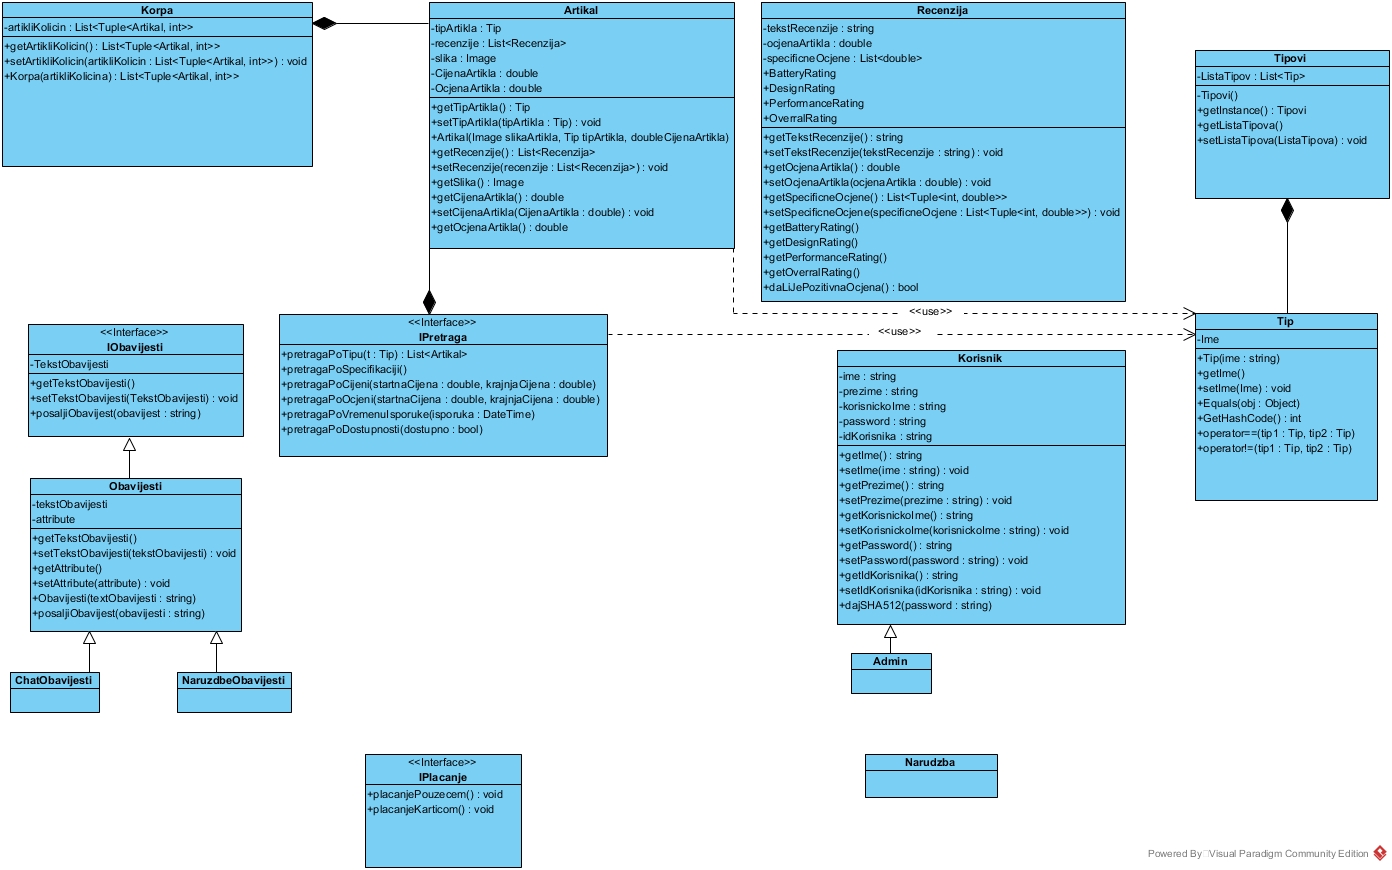 Korpa
-artikliKolicin : List<Tuple<Artikal, int>>
+getArtikliKolicin() : List<Tuple<Artikal, int>>
+setArtikliKolicin(artikliKolicin : List<Tuple<Artikal, int>>) : void
+Korpa(artikliKolicina) : List<Tuple<Artikal, int>>
Artikal
-tipArtikla : Tip
-recenzije : List<Recenzija>
-slika : Image
-CijenaArtikla : double
-OcjenaArtikla : double
+getTipArtikla() : Tip
+setTipArtikla(tipArtikla : Tip) : void
+Artikal(Image slikaArtikla, Tip tipArtikla, doubleCijenaArtikla)
+getRecenzije() : List<Recenzija>
+setRecenzije(recenzije : List<Recenzija>) : void
+getSlika() : Image
+getCijenaArtikla() : double
+setCijenaArtikla(CijenaArtikla : double) : void
+getOcjenaArtikla() : double
Recenzija
-tekstRecenzije : string
-ocjenaArtikla : double
-specificneOcjene : List<double>
+BatteryRating
+DesignRating
+PerformanceRating
+OverralRating
+getTekstRecenzije() : string
+setTekstRecenzije(tekstRecenzije : string) : void
+getOcjenaArtikla() : double
+setOcjenaArtikla(ocjenaArtikla : double) : void
+getSpecificneOcjene() : List<Tuple<int, double>>
+setSpecificneOcjene(specificneOcjene : List<Tuple<int, double>>) : void
+getBatteryRating()
+getDesignRating()
+getPerformanceRating()
+getOverralRating()
+daLiJePozitivnaOcjena() : bool
Tipovi
-ListaTipov : List<Tip>
-Tipovi()
+getInstance() : Tipovi
+getListaTipova()
+setListaTipova(ListaTipova) : void
<<use>>
<<use>>
<<Interface>>
IObavijesti
-TekstObavijesti
+getTekstObavijesti()
+setTekstObavijesti(TekstObavijesti) : void
+posaljiObavijest(obavijest : string)
<<Interface>>
IPretraga
+pretragaPoTipu(t : Tip) : List<Artikal>
+pretragaPoSpecifikaciji()
+pretragaPoCijeni(startnaCijena : double, krajnjaCijena : double)
+pretragaPoOcjeni(startnaCijena : double, krajnjaCijena : double)
+pretragaPoVremenuIsporuke(isporuka : DateTime)
+pretragaPoDostupnosti(dostupno : bool)
Tip
-Ime
+Tip(ime : string)
+getIme()
+setIme(Ime) : void
+Equals(obj : Object)
+GetHashCode() : int
+operator==(tip1 : Tip, tip2 : Tip)
+operator!=(tip1 : Tip, tip2 : Tip)
Korisnik
-ime : string
-prezime : string
-korisnickoIme : string
-password : string
-idKorisnika : string
+getIme() : string
+setIme(ime : string) : void
+getPrezime() : string
+setPrezime(prezime : string) : void
+getKorisnickoIme() : string
+setKorisnickoIme(korisnickoIme : string) : void
+getPassword() : string
+setPassword(password : string) : void
+getIdKorisnika() : string
+setIdKorisnika(idKorisnika : string) : void
+dajSHA512(password : string)
Obavijesti
-tekstObavijesti
-attribute
+getTekstObavijesti()
+setTekstObavijesti(tekstObavijesti) : void
+getAttribute()
+setAttribute(attribute) : void
+Obavijesti(textObavijesti : string)
+posaljiObavijest(obavijesti : string)
ChatObavijesti
NaruzdbeObavijesti
Admin
<<Interface>>
IPlacanje
+placanjePouzecem() : void
+placanjeKarticom() : void
Narudzba
Powered By Visual Paradigm Community Edition